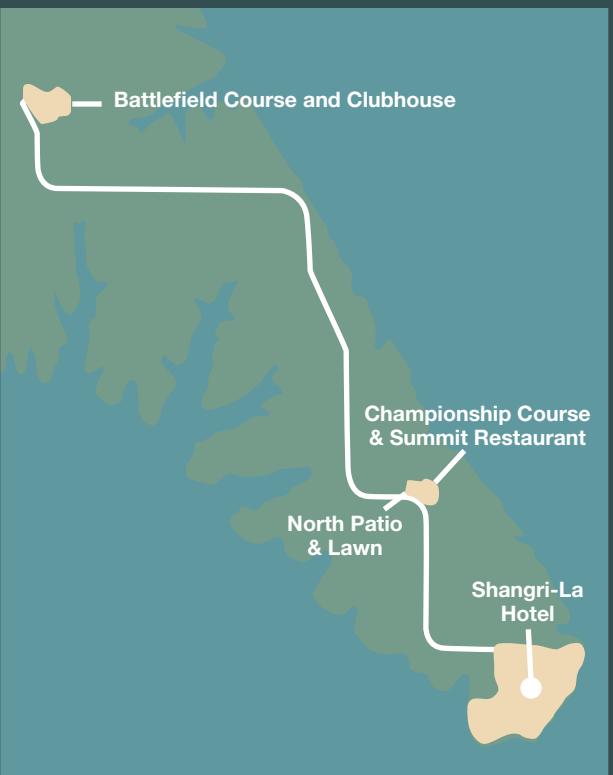 Battlefield Course and Clubhouse
Championship Course
& Summit Restaurant
North Patio
& Lawn
Shangri-La
Hotel